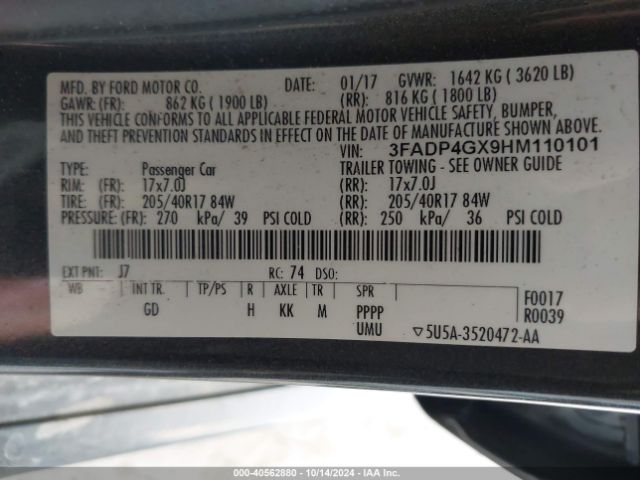 MFD. BY FORD MOTOR CO. DATE: 01/17 GVWR: 1642 KG ( 3620 LB)
GAWR: (FR): 862 KG ( 1900 LB) (RR): 816 KG ( 1800 LB)
THIS VEHICLE CONFORMS TO ALL APPLICABLE FEDERAL MOTOR VEHICLE SAFETY, BUMPER,
AND THEFT PREVENTION STANDARDS IN EFFECT ON THE DATE OF MANUFACTURE SHOWN ABOVE.
VIN: 3FADP4GX9HM110101
TYPE: Passenger Car TRAILER TOWING - SEE OWNER GUIDE
RIM: (FR): 17x7.0J (RR): 17x7.0J
TIRE: (FR): 205/40R17 84W (RR): 205/40R17 84W
PRESSURE: (FR): 270 kPa/ 39 PSI COLD (RR): 250 kPa/ 36 PSI COLD
EXT PNT: J7 RC: 74 DSO:
WB INT TR. TP/PS R AXLE TR SPR F0017
GD H KK M PPPP R0039
UMU ▽5U5A-3520472-AA
000-40562880 | 10/14/2024 | IAA Inc.